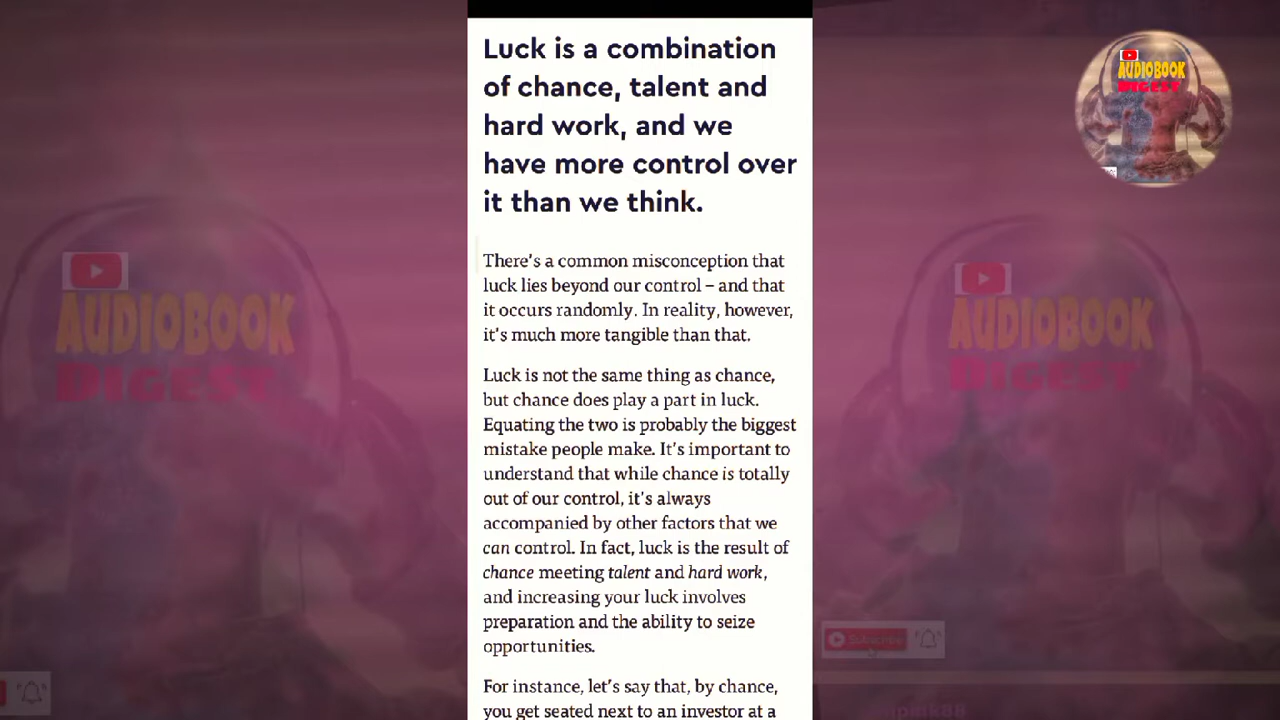 Luck is a combination
of chance, talent and
hard work, and we
have more control over
it than we think.
There's a common misconception that
luck lies beyond our control – and that
it occurs randomly. In reality, however,
it's much more tangible than that.
Luck is not the same thing as chance,
but chance does play a part in luck.
Equating the two is probably the biggest
mistake people make. It's important to
understand that while chance is totally
out of our control, it's always
accompanied by other factors that we
can control. In fact, luck is the result of
chance meeting talent and hard work,
and increasing your luck involves
preparation and the ability to seize
opportunities.
For instance, let's say that, by chance,
you get seated next to an investor at a
AUDIOBOOK
DIGEST
AUDIOBOOK
DIGEST
AUDIOBOOK
DIGEST
Subscribe